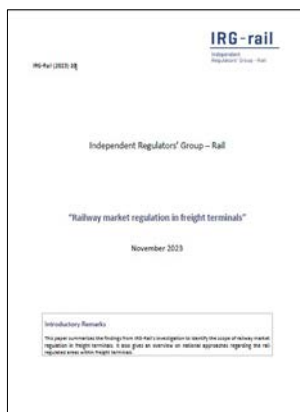 IRG-rail
Independent
Regulators' Group – Rail
IRG-Rail (2023)
Independent Regulators' Group – Rail
"Railway market regulation in freight terminals"
November 2023
Introductory Remarks
This paper summarises the findings from IRG-Rail's investigation to identify the scope of railway market
regulation in freight terminals. It also gives an overview on national approaches regarding the rail
regulated areas within freight terminals.